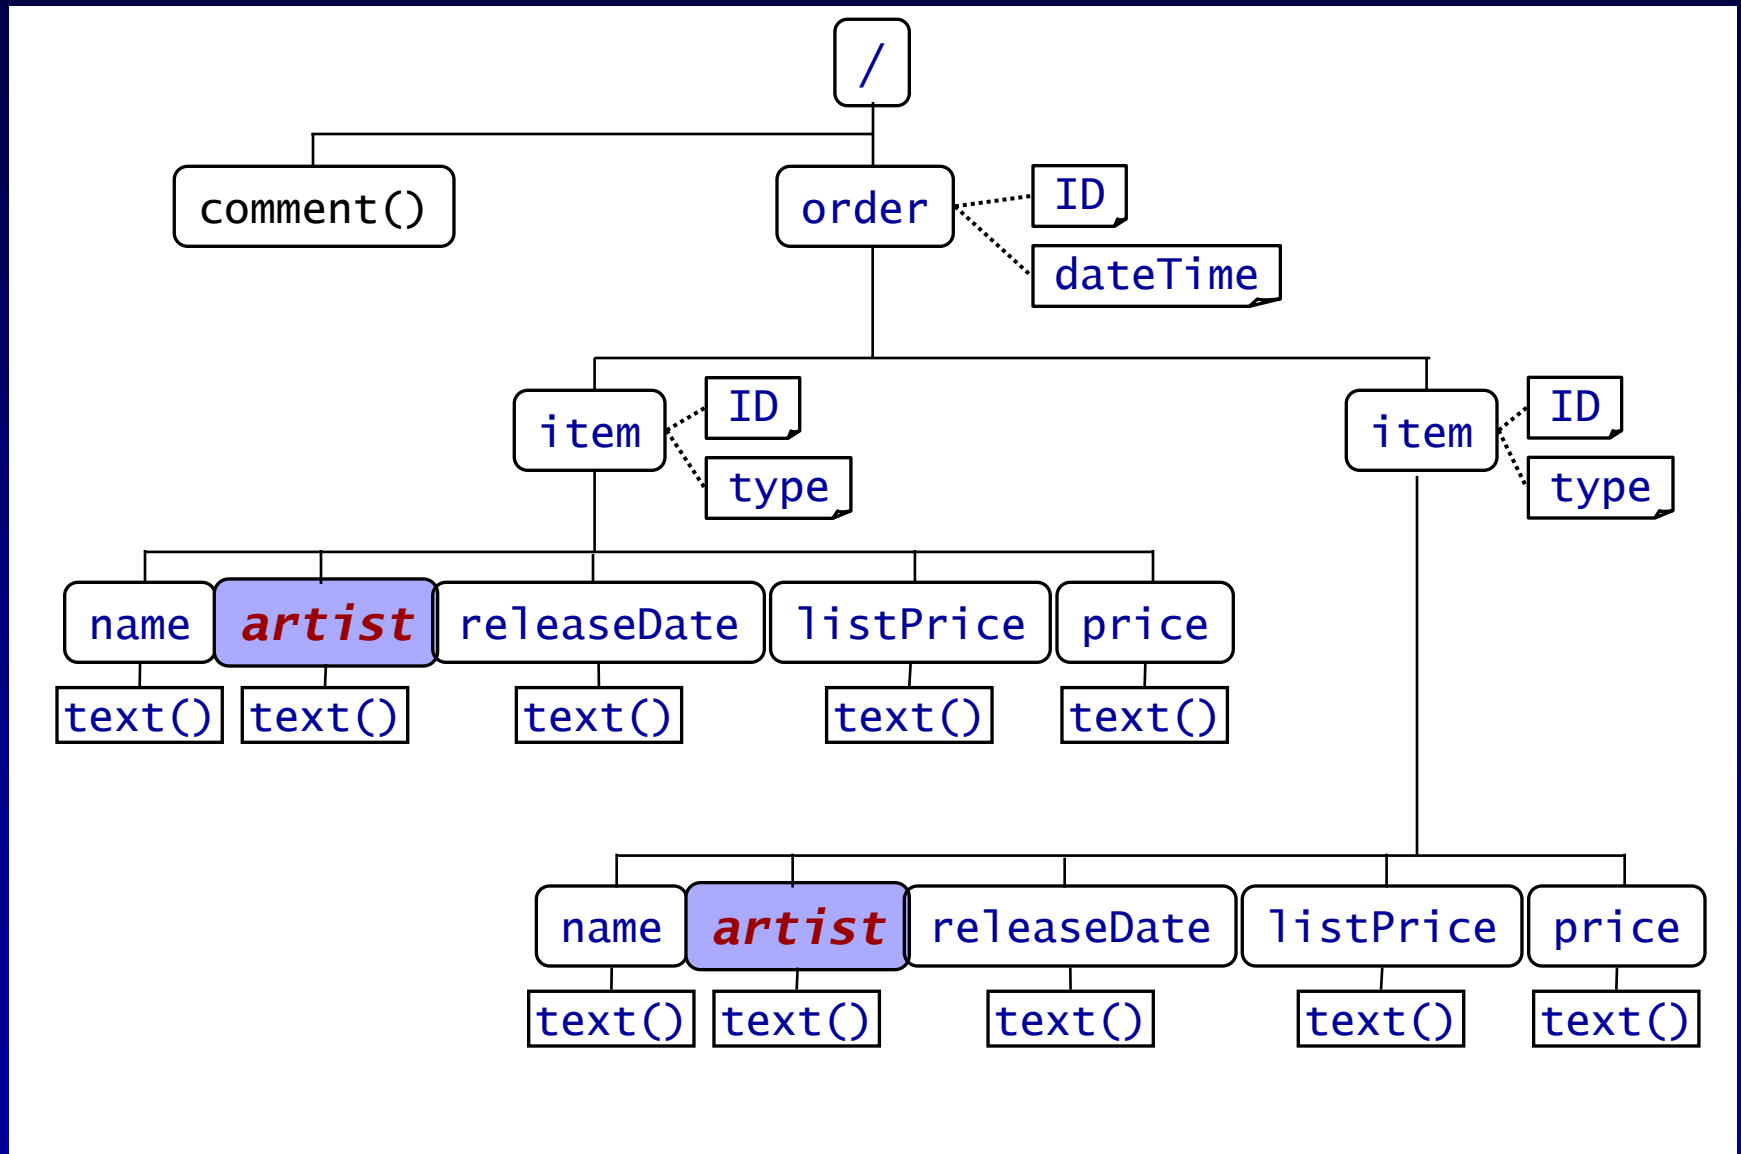 /
comment()
order
ID
dateTime
item
ID
type
item
ID
type
name
artist
releaseDate
listPrice
price
text()
text()
text()
text()
text()
name
artist
releaseDate
listPrice
price
text()
text()
text()
text()
text()